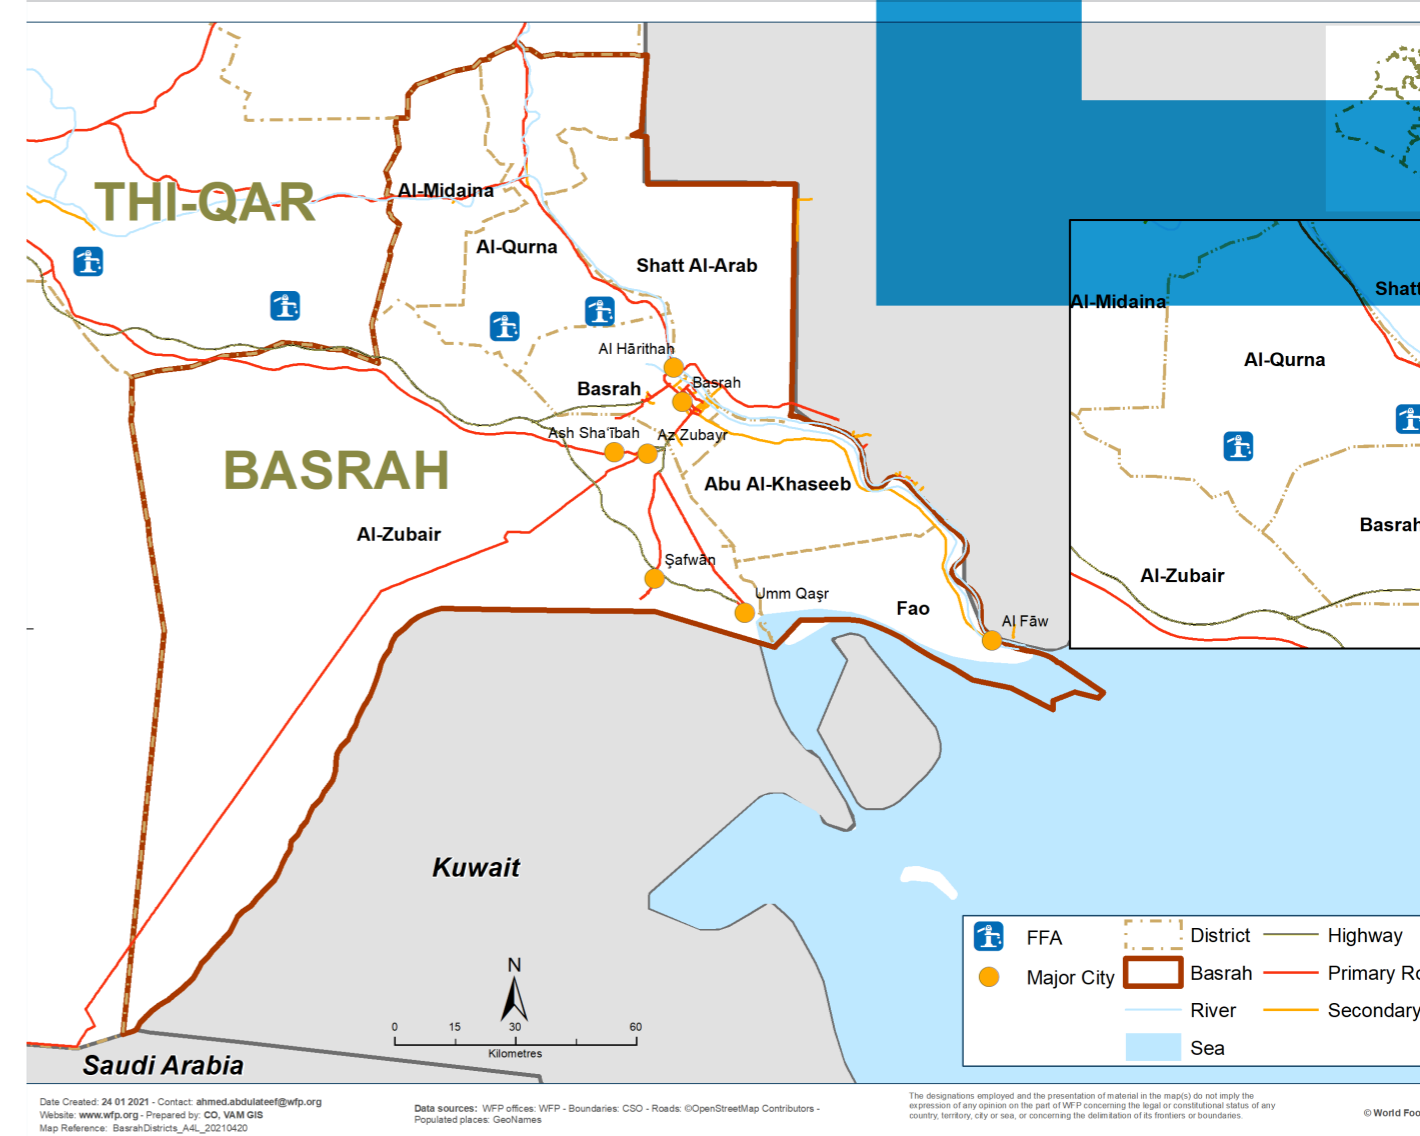 THI-QAR
Al-Midaina
Al-Qurna
Shatt Al-Arab
Al Hārithah
Basrah
Basrah
Ash Sha‘ībah
Az Zubayr
BASRAH
Abu Al-Khaseeb
Al-Zubair
Şafwān
Umm Qaşr
Fao
Al Fāw
Kuwait
Saudi Arabia
Al-Midaina
Shatt
Al-Qurna
Basrah
Al-Zubair
N
0 15 30 60
Kilometres
FFA
Major City
District
Basrah
River
Sea
Highway
Primary Ro
Secondary
Date Created: 24 01 2021 - Contact: ahmed.abdulateef@wfp.org
Website: www.wfp.org - Prepared by: CO, VAM GIS
Map Reference: BasrahDistricts_A4L_20210420
Data sources: WFP offices: WFP - Boundaries: CSO - Roads: ©OpenStreetMap Contributors -
Populated places: GeoNames
The designations employed and the presentation of material in the map(s) do not imply the
expression of any opinion on the part of WFP concerning the legal or constitutional status of any
country, territory, city or sea, or concerning the delimitation of its frontiers or boundaries.
© World Foo